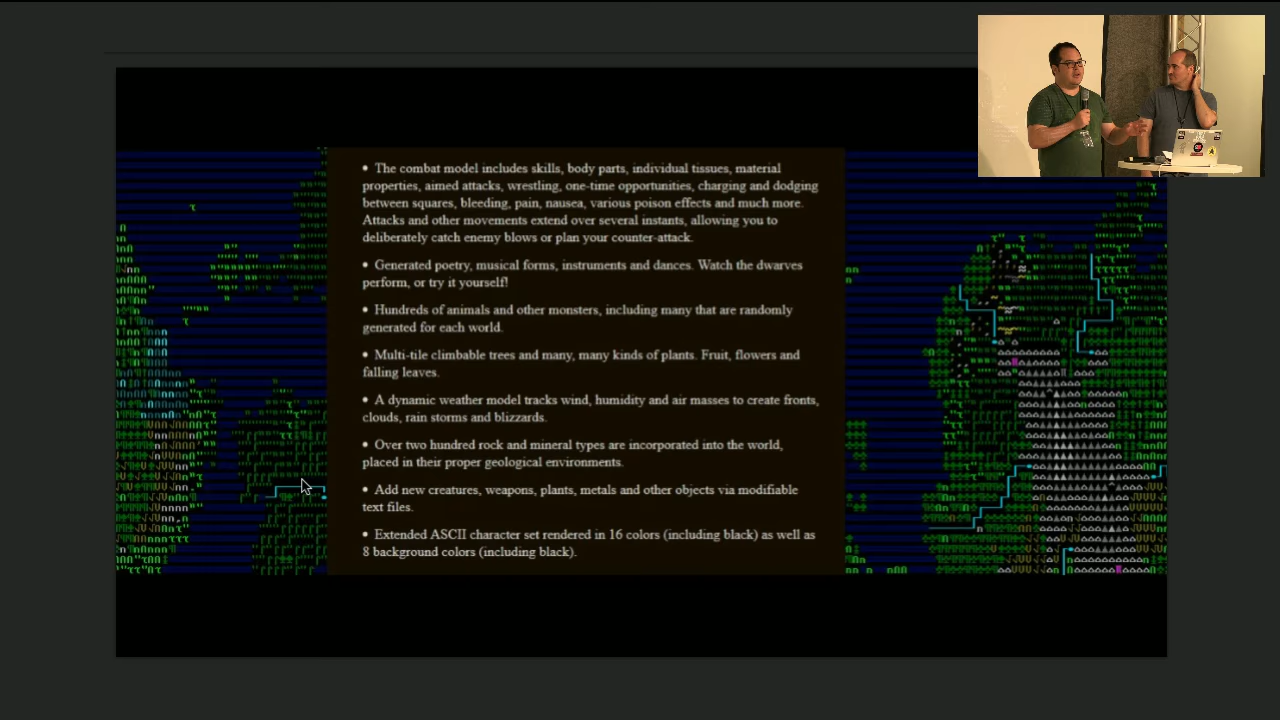 • The combat model includes skills, body parts, individual tissues, material
properties, aimed attacks, wrestling, one-time opportunities, charging and dodging
between squares, bleeding, pain, nausea, various poison effects and much more.
Attacks and other movements extend over several instants, allowing you to
deliberately catch enemy blows or plan your counter-attack.
• Generated poetry, musical forms, instruments and dances. Watch the dwarves
perform, or try it yourself!
• Hundreds of animals and other monsters, including many that are randomly
generated for each world.
• Multi-tile climbable trees and many, many kinds of plants. Fruit, flowers and
falling leaves.
• A dynamic weather model tracks wind, humidity and air masses to create fronts,
clouds, rain storms and blizzards.
• Over two hundred rock and mineral types are incorporated into the world,
placed in their proper geological environments.
• Add new creatures, weapons, plants, metals and other objects via modifiable
text files.
• Extended ASCII character set rendered in 16 colors (including black) as well as
8 background colors (including black).